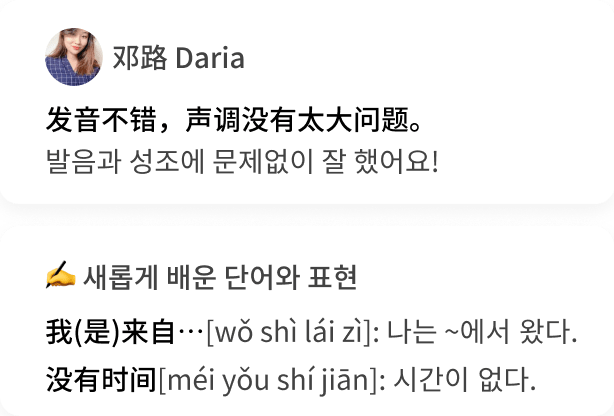 邓路 Daria
发音不错，声调没有太大问题。
발음과 성조에 문제없이 잘 했어요!
✍️ 새롭게 배운 단어와 표현
我(是)来自…[wǒ shì lái zì]: 나는 ~에서 왔다.
没有时间[méi yǒu shí jiān]: 시간이 없다.